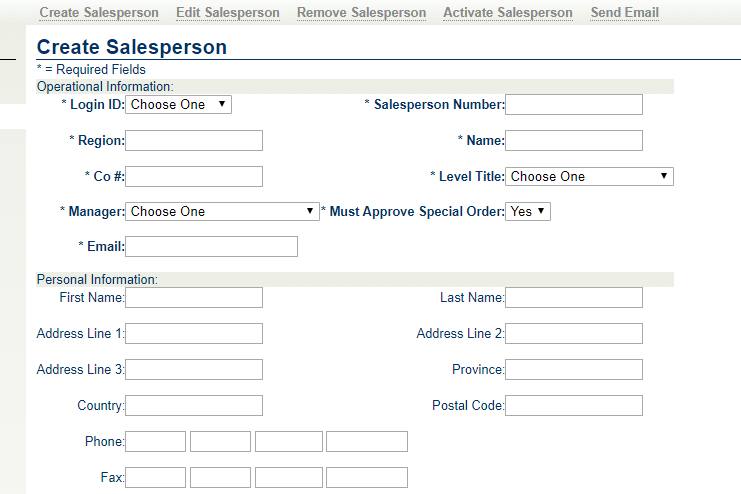 Create Salesperson Edit Salesperson Remove Salesperson Activate Salesperson Send Email
Create Salesperson
* = Required Fields
Operational Information:
* Login ID: Choose One * Salesperson Number:
* Region: * Name:
* Co #: * Level Title: Choose One
* Manager: Choose One * Must Approve Special Order: Yes
* Email:
Personal Information:
First Name: Last Name:
Address Line 1: Address Line 2:
Address Line 3: Province:
Country: Postal Code:
Phone:
Fax: